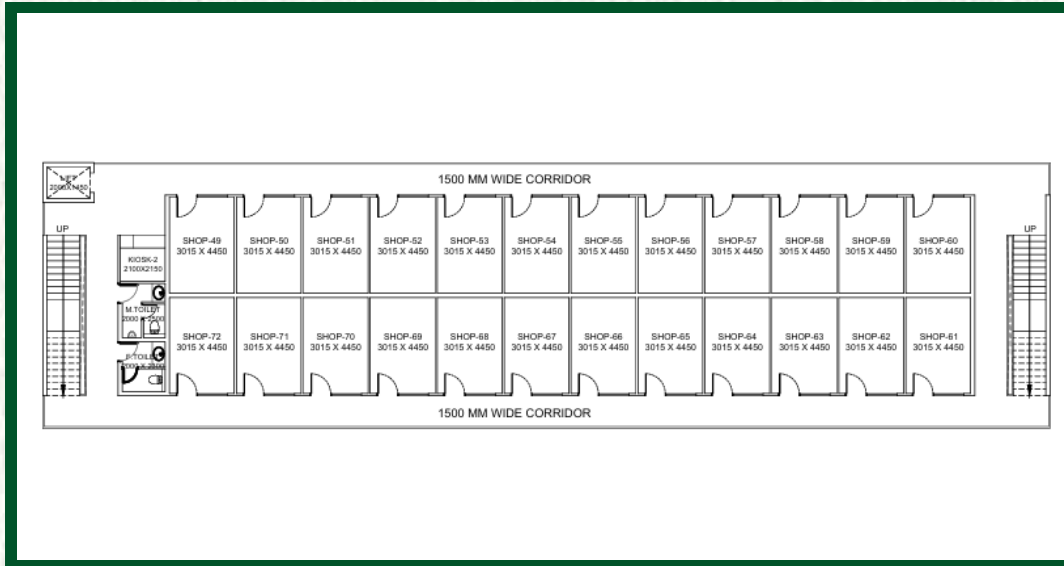 1500 MM WIDE CORRIDOR
LIFT
2000X1450
UP
UP
SHOP-49
3015 X 4450
SHOP-50
3015 X 4450
SHOP-51
3015 X 4450
SHOP-52
3015 X 4450
SHOP-53
3015 X 4450
SHOP-54
3015 X 4450
SHOP-55
3015 X 4450
SHOP-56
3015 X 4450
SHOP-57
3015 X 4450
SHOP-58
3015 X 4450
SHOP-59
3015 X 4450
SHOP-60
3015 X 4450
KIOSK-2
2100X2150
M.TOILET
2000 X 2500
F.TOILET
2000 X 2500
SHOP-72
3015 X 4450
SHOP-71
3015 X 4450
SHOP-70
3015 X 4450
SHOP-69
3015 X 4450
SHOP-68
3015 X 4450
SHOP-67
3015 X 4450
SHOP-66
3015 X 4450
SHOP-65
3015 X 4450
SHOP-64
3015 X 4450
SHOP-63
3015 X 4450
SHOP-62
3015 X 4450
SHOP-61
3015 X 4450
1500 MM WIDE CORRIDOR